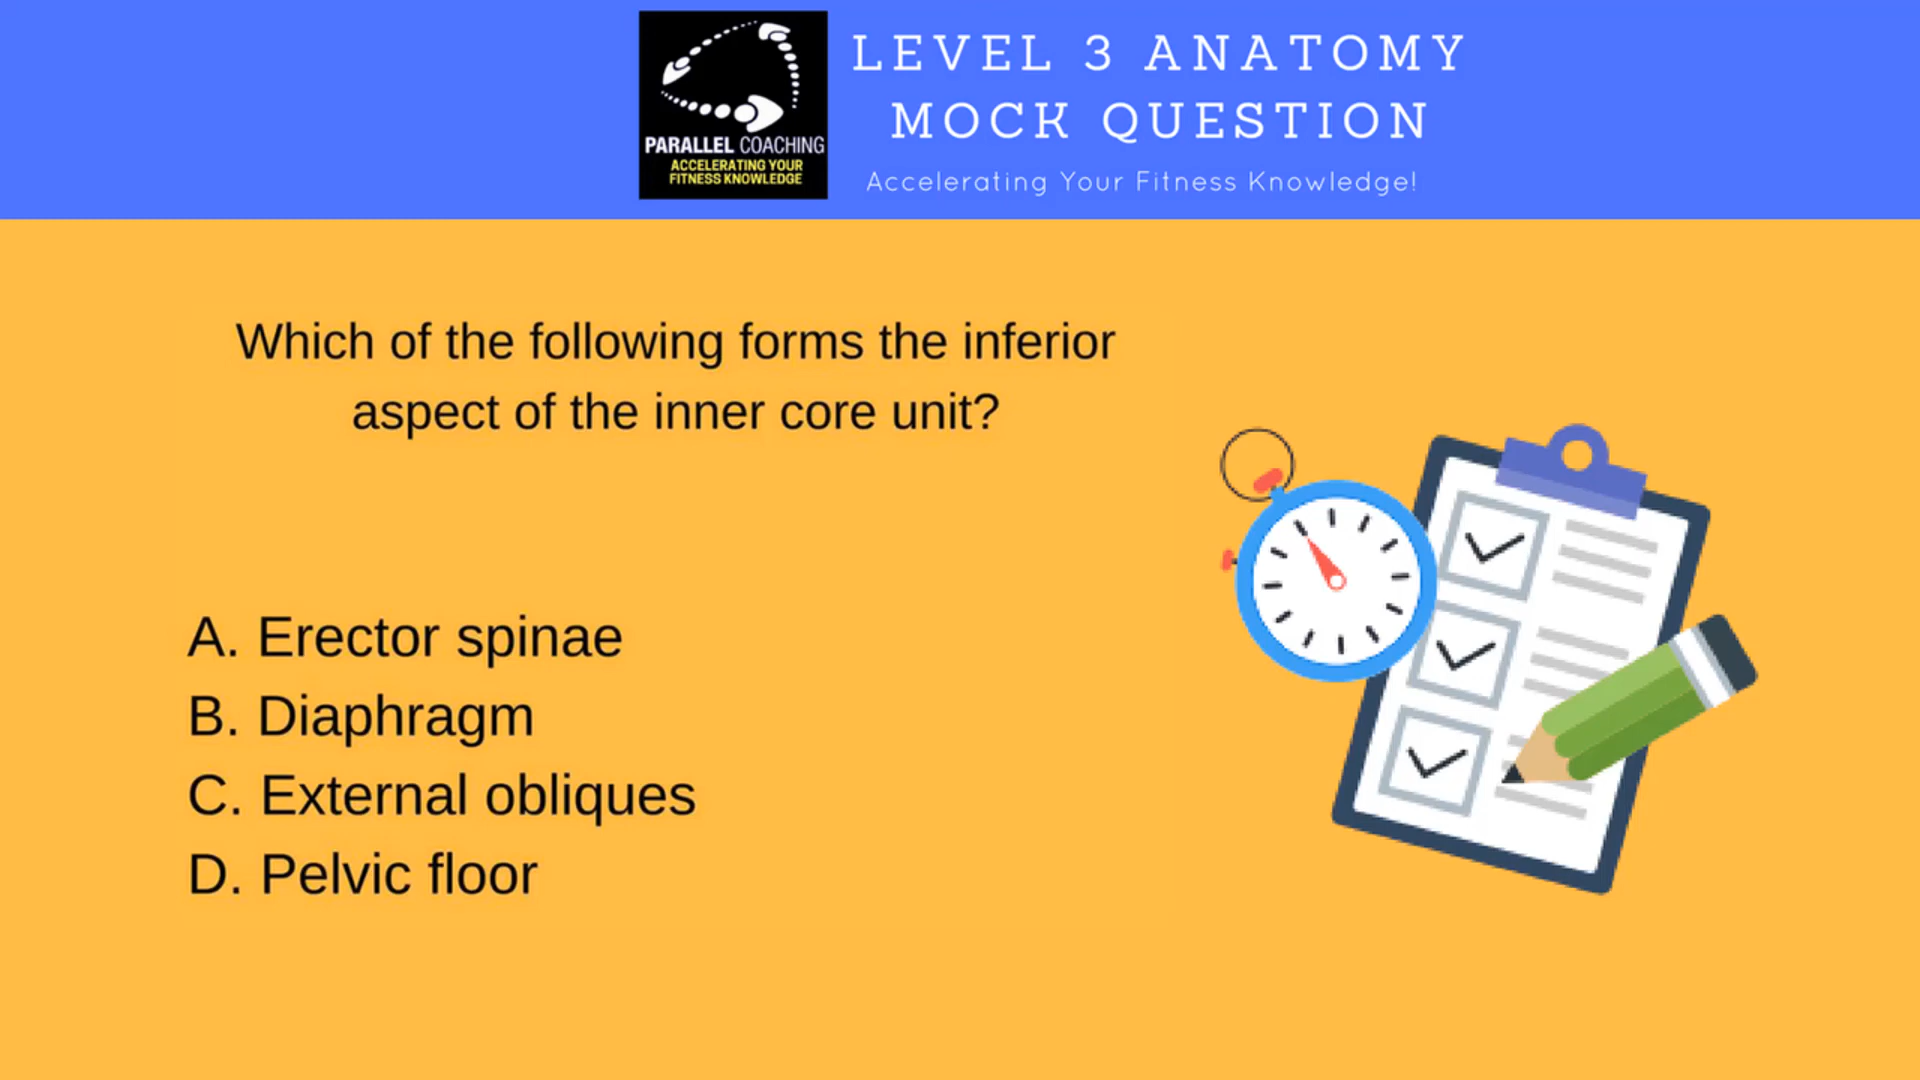 PARALLEL COACHING
ACCELERATING YOUR
FITNESS KNOWLEDGE
LEVEL 3 ANATOMY
MOCK QUESTION
Accelerating Your Fitness Knowledge!
Which of the following forms the inferior
aspect of the inner core unit?
A. Erector spinae
B. Diaphragm
C. External obliques
D. Pelvic floor